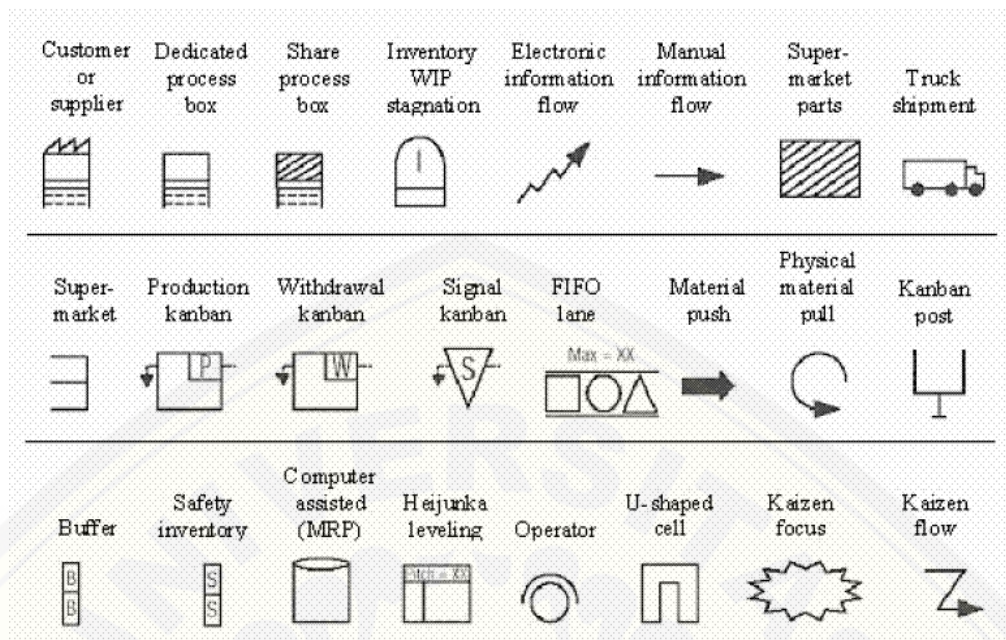 Customer or supplier
Dedicated process box
Share process box
Inventory WIP stagnation
Electronic information flow
Manual information flow
Super-market parts
Truck shipment
I
Super-market
Production kanban
Withdrawal kanban
Signal kanban
FIFO lane
Material push
Physical material pull
Kanban post
P
W
S
Max = XX
Buffer
Safety inventory
Computer assisted (MRP)
Heijunka leveling
Operator
U-shaped cell
Kaizen focus
Kaizen flow
B
B
S
S
Pitch = XX